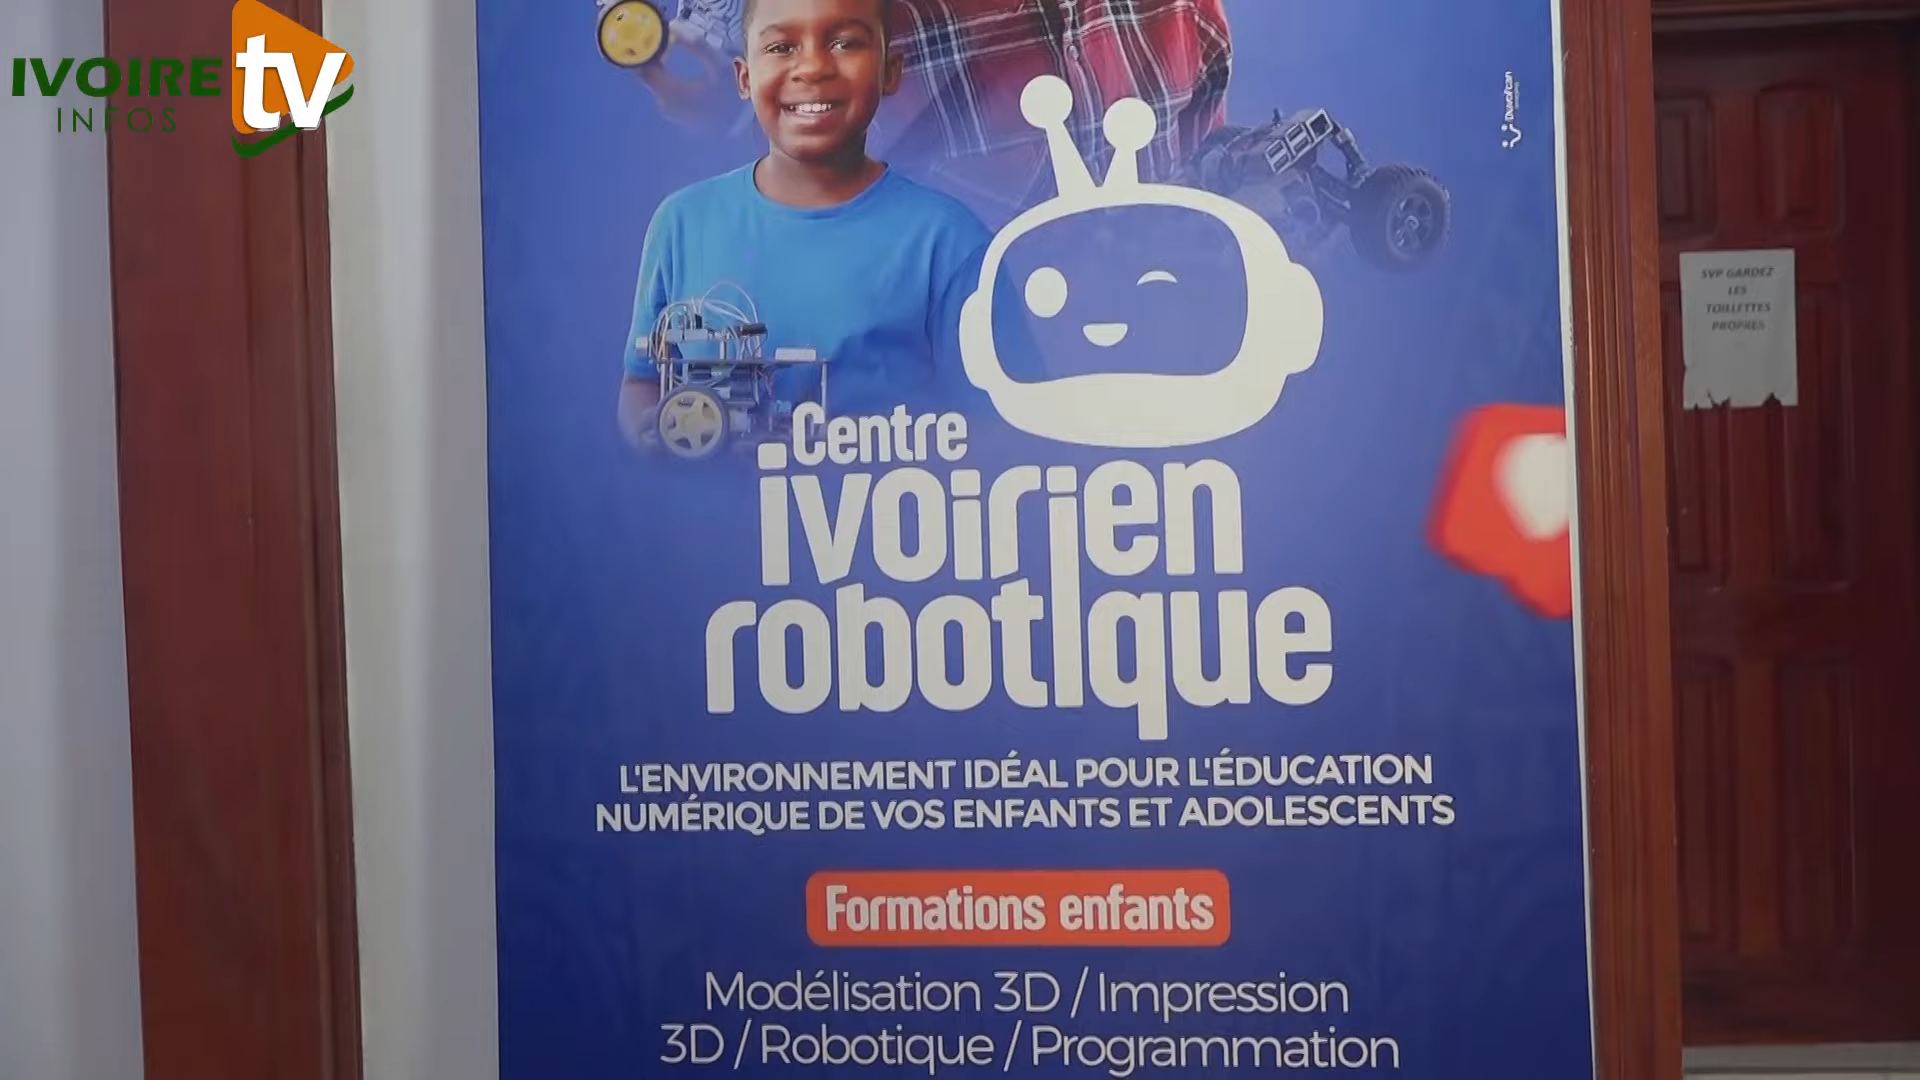 IVOIRE tv
INFOS
SVP GARDEZ
LES
TOILLETTES
PROPRES
Centre
ivoirien
robotique
L'ENVIRONNEMENT IDÉAL POUR L'ÉDUCATION
NUMÉRIQUE DE VOS ENFANTS ET ADOLESCENTS
Formations enfants
Modélisation 3D / Impression
3D / Robotique / Programmation